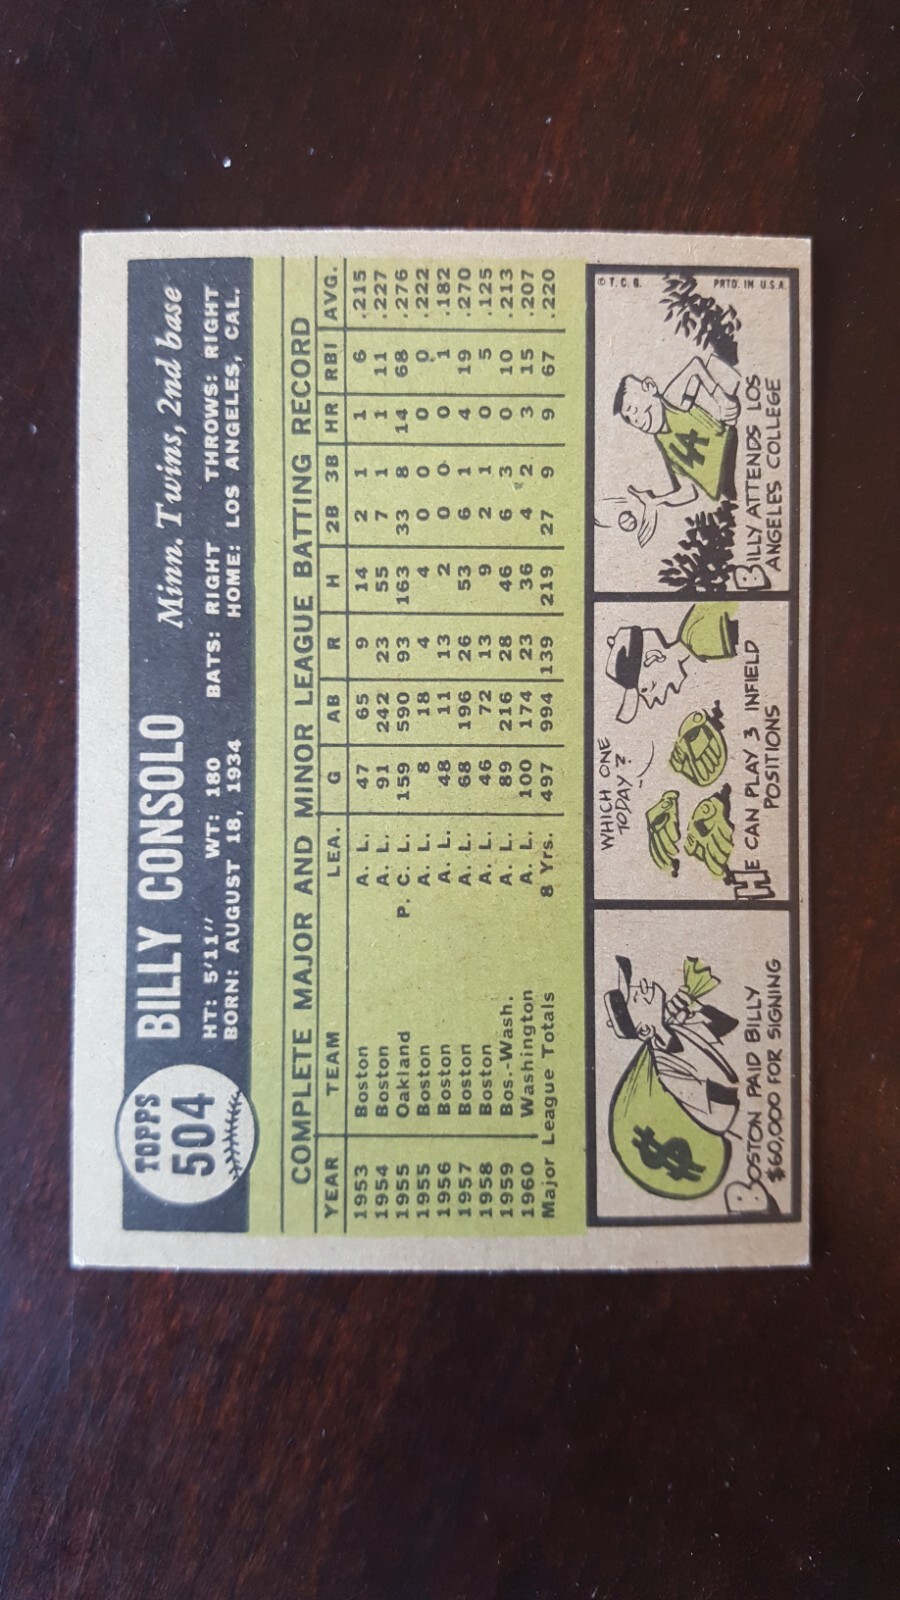 TOPPS
504
BILLY CONSOLO Minn. Twins, 2nd base
HT: 5'11" WT: 180 BATS: RIGHT THROWS: RIGHT
BORN: AUGUST 18, 1934 HOME: LOS ANGELES, CAL.
COMPLETE MAJOR AND MINOR LEAGUE BATTING RECORD
YEAR TEAM LEA. G AB R H 2B 3B HR RBI AVG.
1953 Boston A. L. 47 65 9 14 2 1 1 6 .215
1954 Boston A. L. 91 242 23 55 7 1 1 11 .227
1955 Oakland P. C. L. 159 590 93 163 33 8 14 68 .276
1955 Boston A. L. 8 18 4 4 0 0 0 0 .222
1956 Boston A. L. 48 11 13 2 0 0 0 1 .182
1957 Boston A. L. 68 196 26 53 6 1 4 19 .270
1958 Boston A. L. 46 72 13 9 2 1 0 5 .125
1959 Bos.-Wash. A. L. 89 216 28 46 6 3 0 10 .213
1960 Washington A. L. 100 174 23 36 4 2 3 15 .207
Major League Totals 8 Yrs. 497 994 139 219 27 9 9 67 .220
$
BOSTON PAID BILLY
$60,000 FOR SIGNING
WHICH ONE
TODAY?
HE CAN PLAY 3 INFIELD
POSITIONS
© T. C. G. PRTD. IN U.S.A.
LA
BILLY ATTENDS LOS
ANGELES COLLEGE